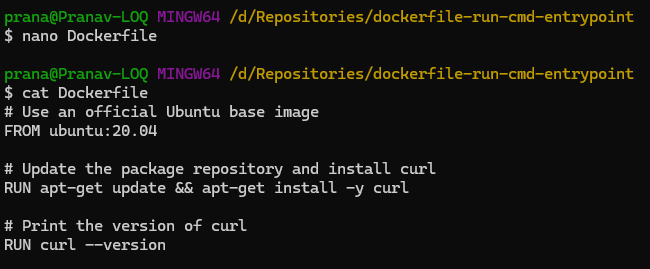 prana@Pranav-LOQ MINGW64 /d/Repositories/dockerfile-run-cmd-entrypoint
$ nano Dockerfile
prana@Pranav-LOQ MINGW64 /d/Repositories/dockerfile-run-cmd-entrypoint
$ cat Dockerfile
# Use an official Ubuntu base image
FROM ubuntu:20.04
# Update the package repository and install curl
RUN apt-get update && apt-get install -y curl
# Print the version of curl
RUN curl --version